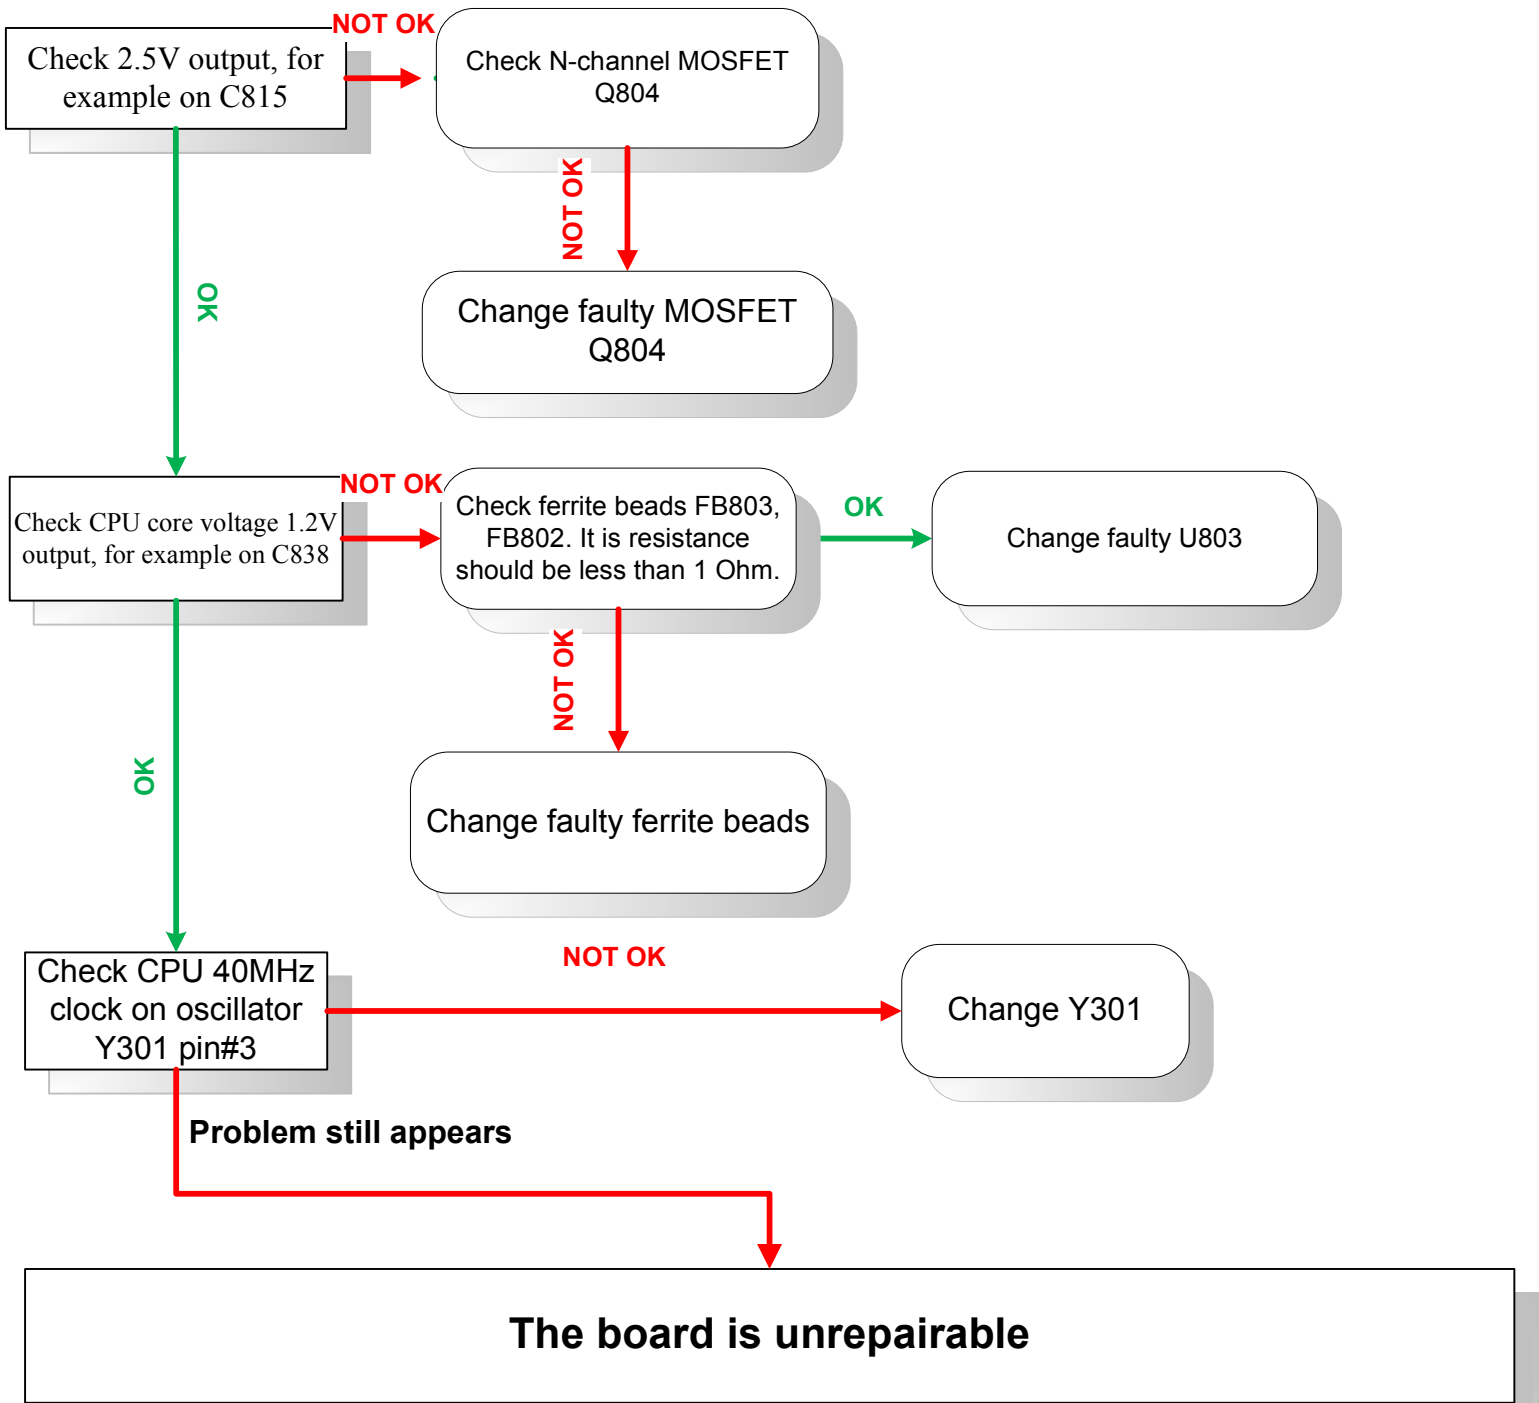 NOT OK
Check 2.5V output, for
example on C815
Check N-channel MOSFET
Q804
NOT OK
OK
Change faulty MOSFET
Q804
NOT OK
Check CPU core voltage 1.2V
output, for example on C838
Check ferrite beads FB803,
FB802. It is resistance
should be less than 1 Ohm.
OK
Change faulty U803
NOT OK
OK
Change faulty ferrite beads
NOT OK
Check CPU 40MHz
clock on oscillator
Y301 pin#3
Change Y301
Problem still appears
The board is unrepairable